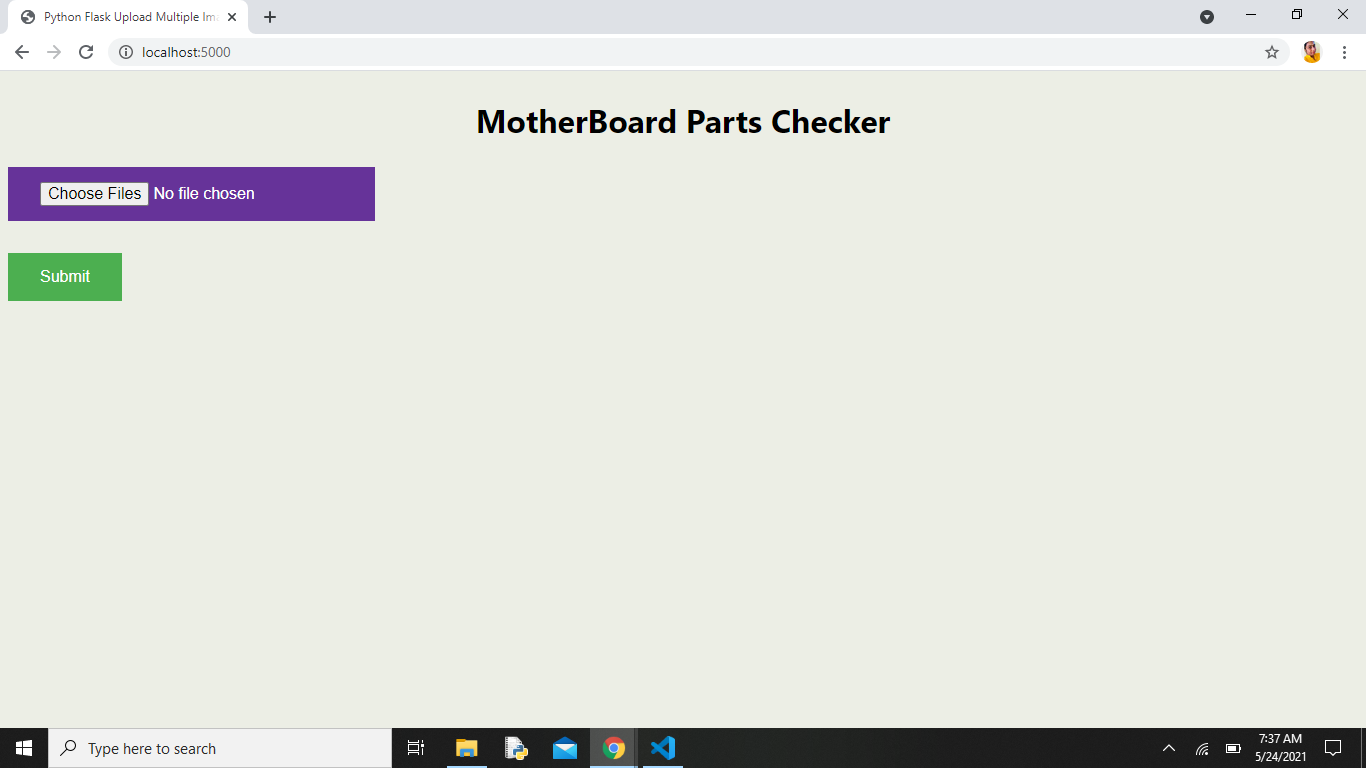 Python Flask Upload Multiple Ima
localhost:5000
MotherBoard Parts Checker
Choose Files No file chosen
Submit
Type here to search
7:37 AM
5/24/2021